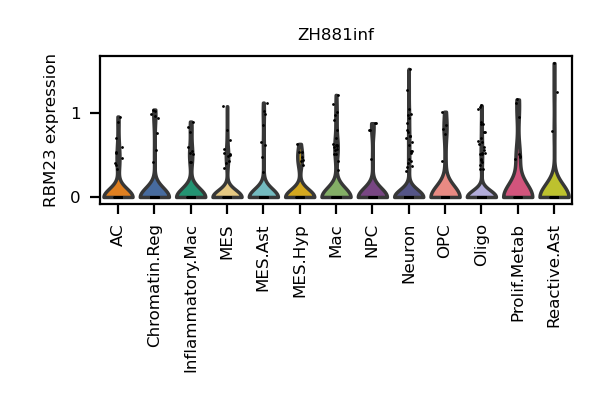 ZH881inf
RBM23 expression
1
0
AC
Chromatin.Reg
Inflammatory.Mac
MES
MES.Ast
MES.Hyp
Mac
NPC
Neuron
OPC
Oligo
Prolif.Metab
Reactive.Ast